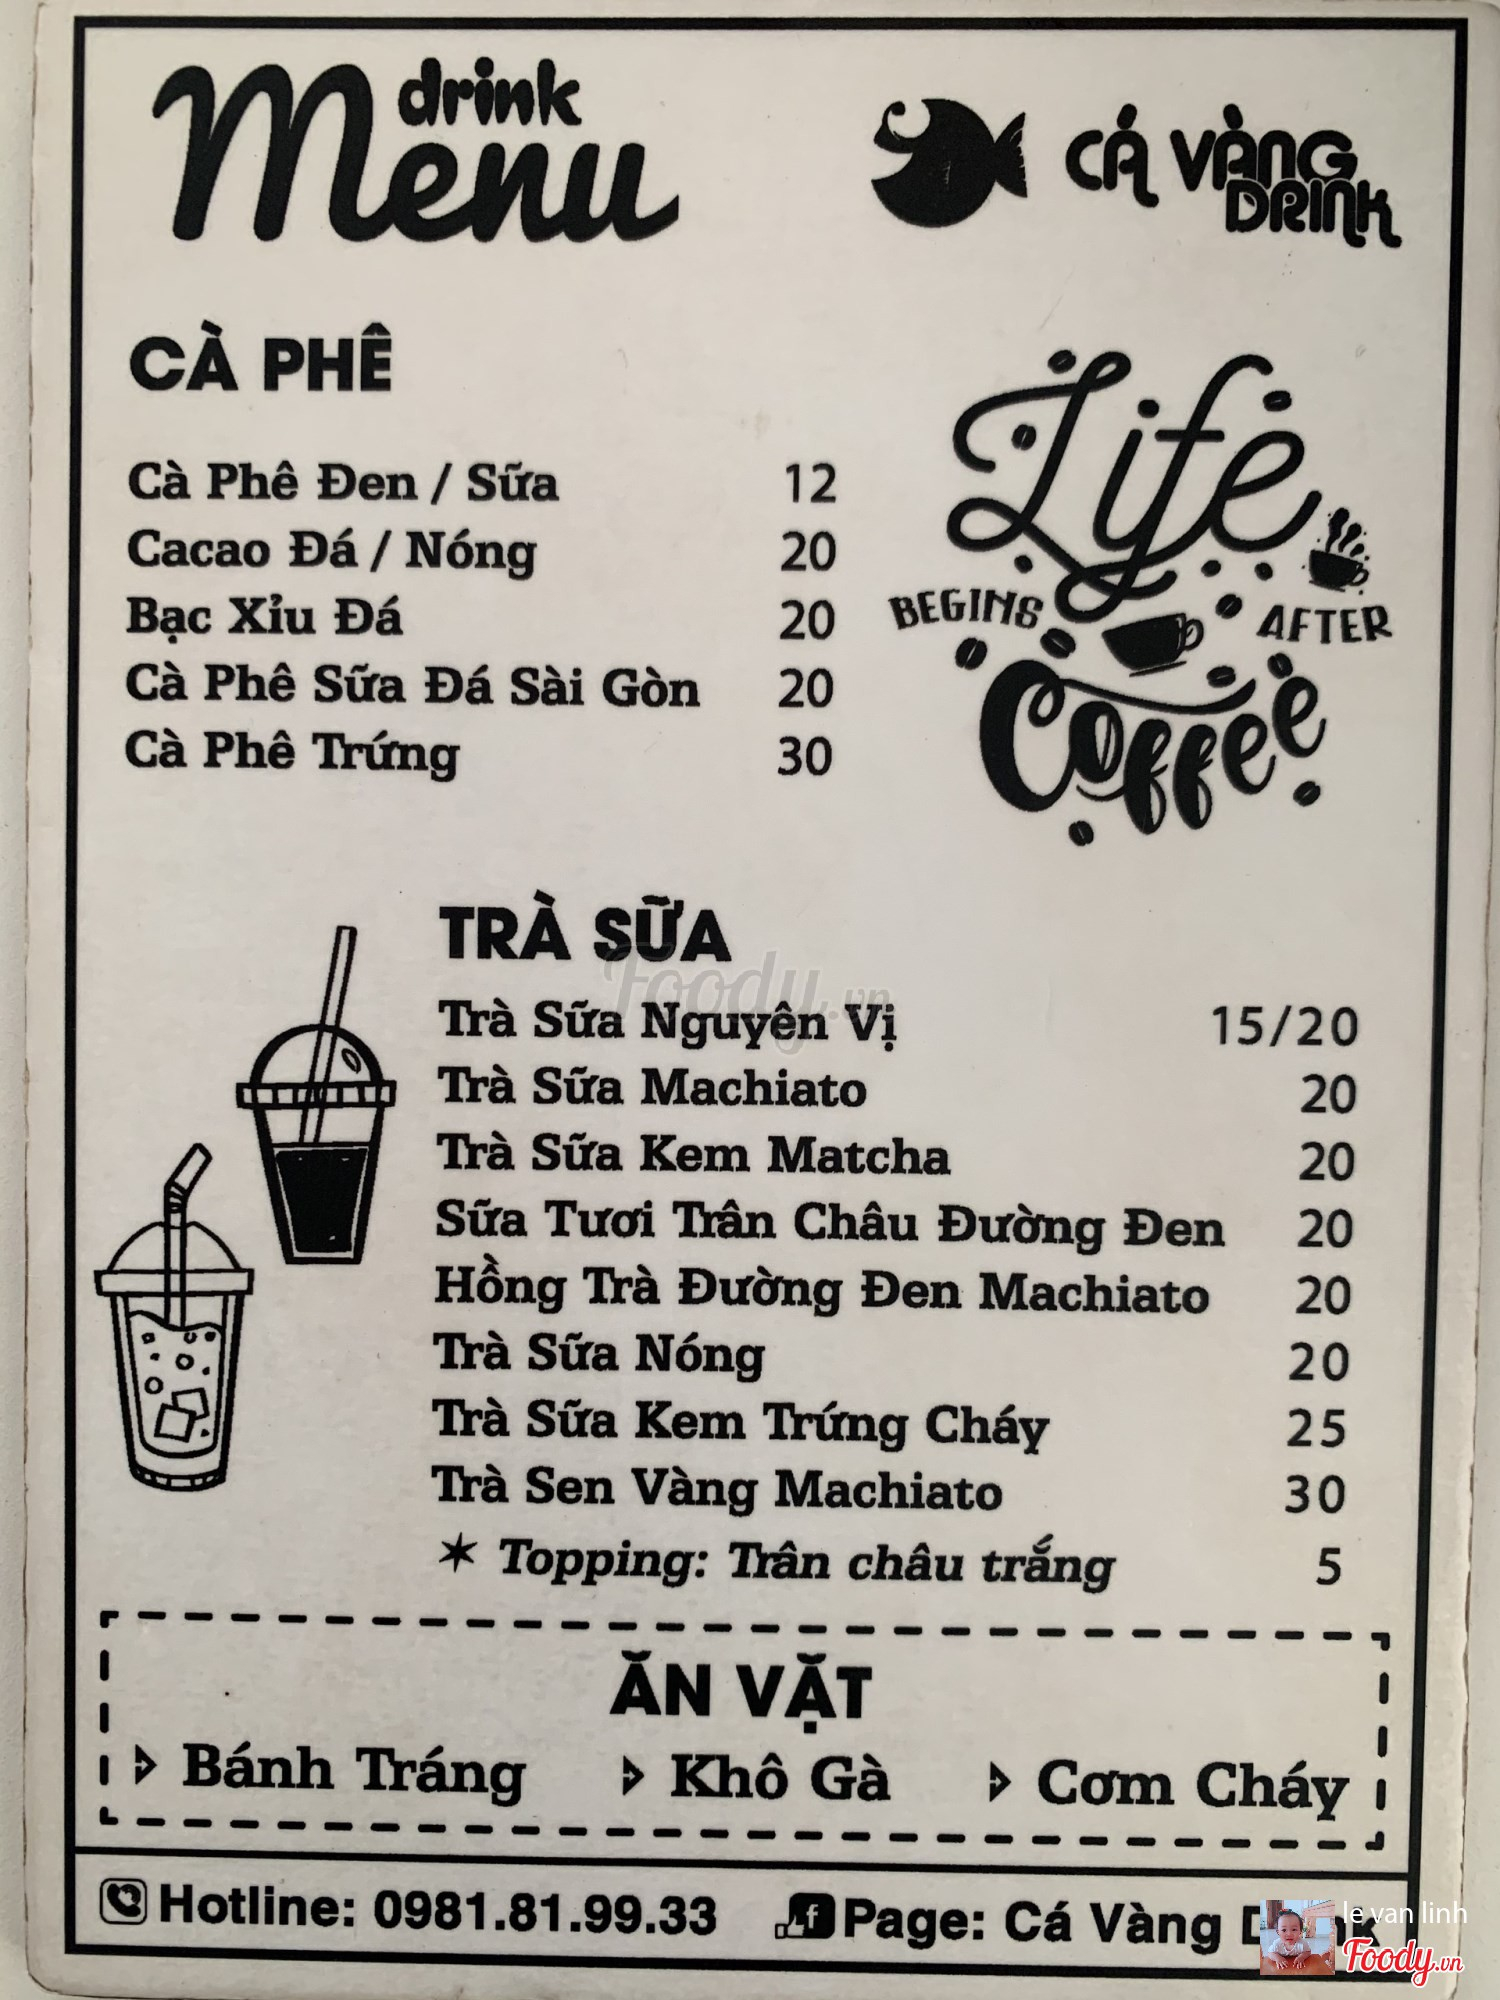 drink
Menu
CÁ VÀNG
DRINK
CÀ PHÊ
Cà Phê Đen / Sữa 12
Cacao Đá / Nóng 20
Bạc Xỉu Đá 20
Cà Phê Sữa Đá Sài Gòn 20
Cà Phê Trứng 30
Life
BEGINS AFTER
Coffee
TRÀ SỮA
Foody.vn
Trà Sữa Nguyên Vị 15/20
Trà Sữa Machiato 20
Trà Sữa Kem Matcha 20
Sữa Tươi Trân Châu Đường Đen 20
Hồng Trà Đường Đen Machiato 20
Trà Sữa Nóng 20
Trà Sữa Kem Trứng Cháy 25
Trà Sen Vàng Machiato 30
✶ Topping: Trân châu trắng 5
ĂN VẶT
Bánh Tráng Khô Gà Cơm Cháy
Hotline: 0981.81.99.33 Page: Cá Vàng Drink
le van linh
Foody.vn